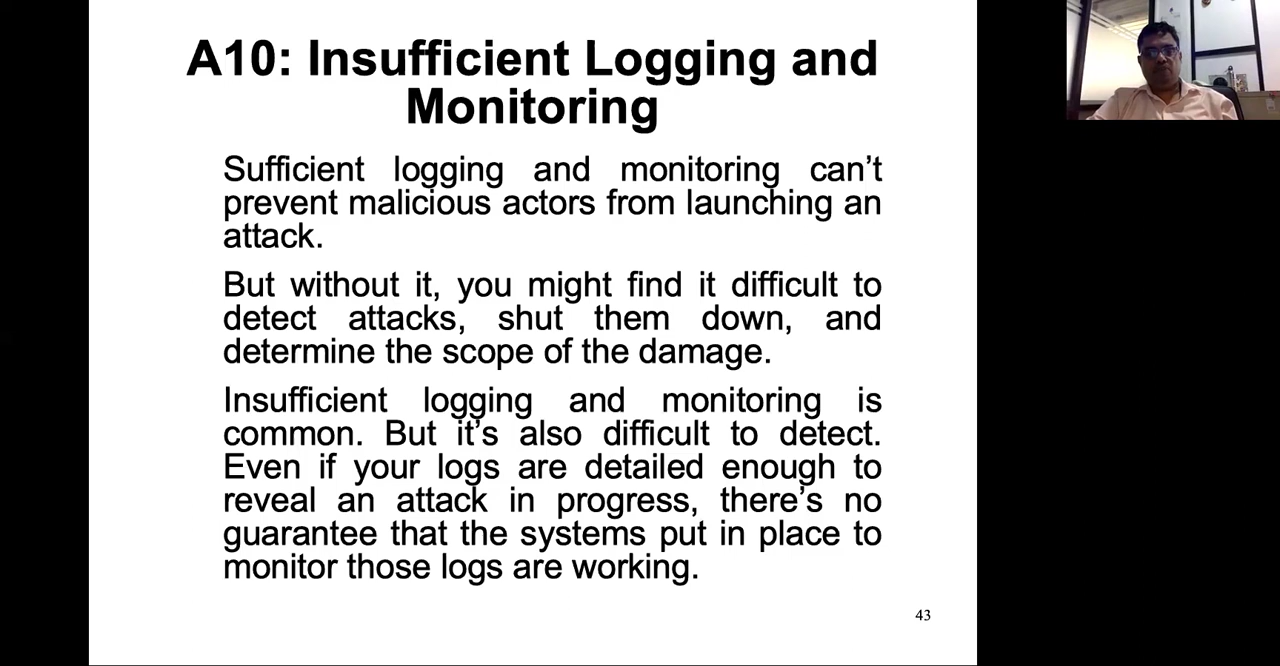 A10: Insufficient Logging and
Monitoring
Sufficient logging and monitoring can’t
prevent malicious actors from launching an
attack.
But without it, you might find it difficult to
detect attacks, shut them down, and
determine the scope of the damage.
Insufficient logging and monitoring is
common. But it’s also difficult to detect.
Even if your logs are detailed enough to
reveal an attack in progress, there’s no
guarantee that the systems put in place to
monitor those logs are working.
43